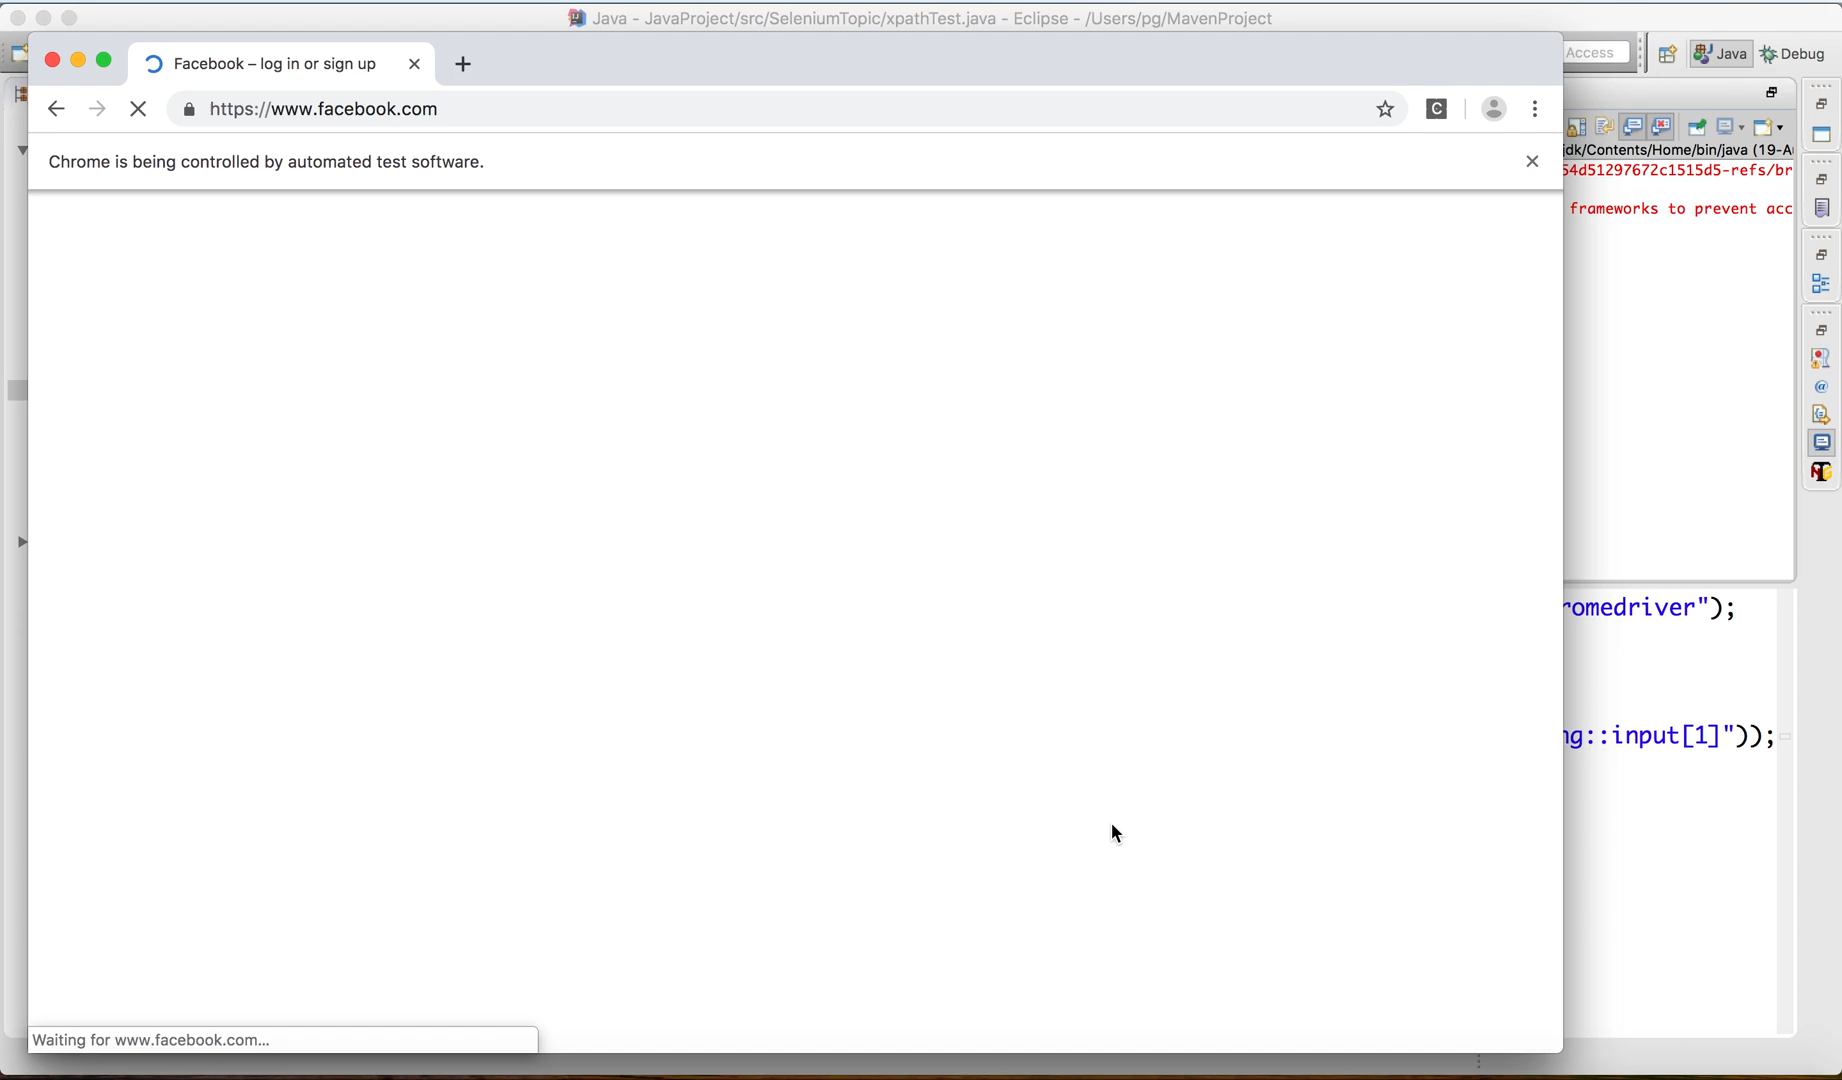 Java - JavaProject/src/SeleniumTopic/xpathTest.java - Eclipse - /Users/pg/MavenProject
Facebook – log in or sign up
Access
Java
Debug
https://www.facebook.com
C
Chrome is being controlled by automated test software.
jdk/Contents/Home/bin/java (19-A
54d51297672c1515d5-refs/br
frameworks to prevent acc
romedriver");
ng::input[1]"));
Waiting for www.facebook.com...